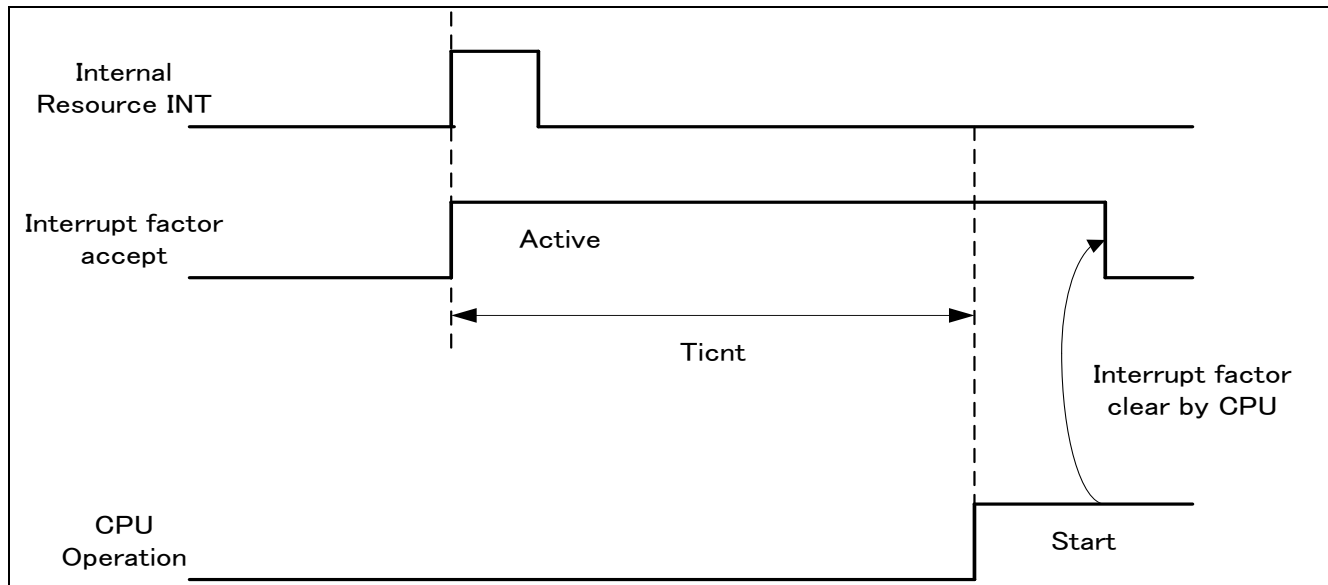 Internal
Resource INT
Interrupt factor
accept
Active
Ticnt
Interrupt factor
clear by CPU
CPU
Operation
Start